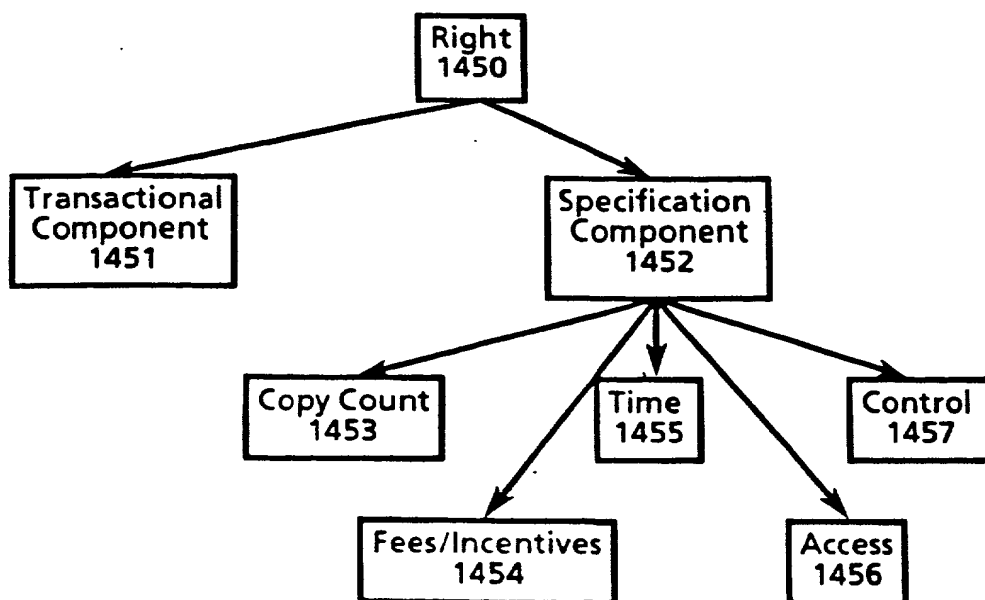 Right
1450
Transactional
Component
1451
Specification
Component
1452
Copy Count
1453
Time
1455
Control
1457
Fees/Incentives
1454
Access
1456